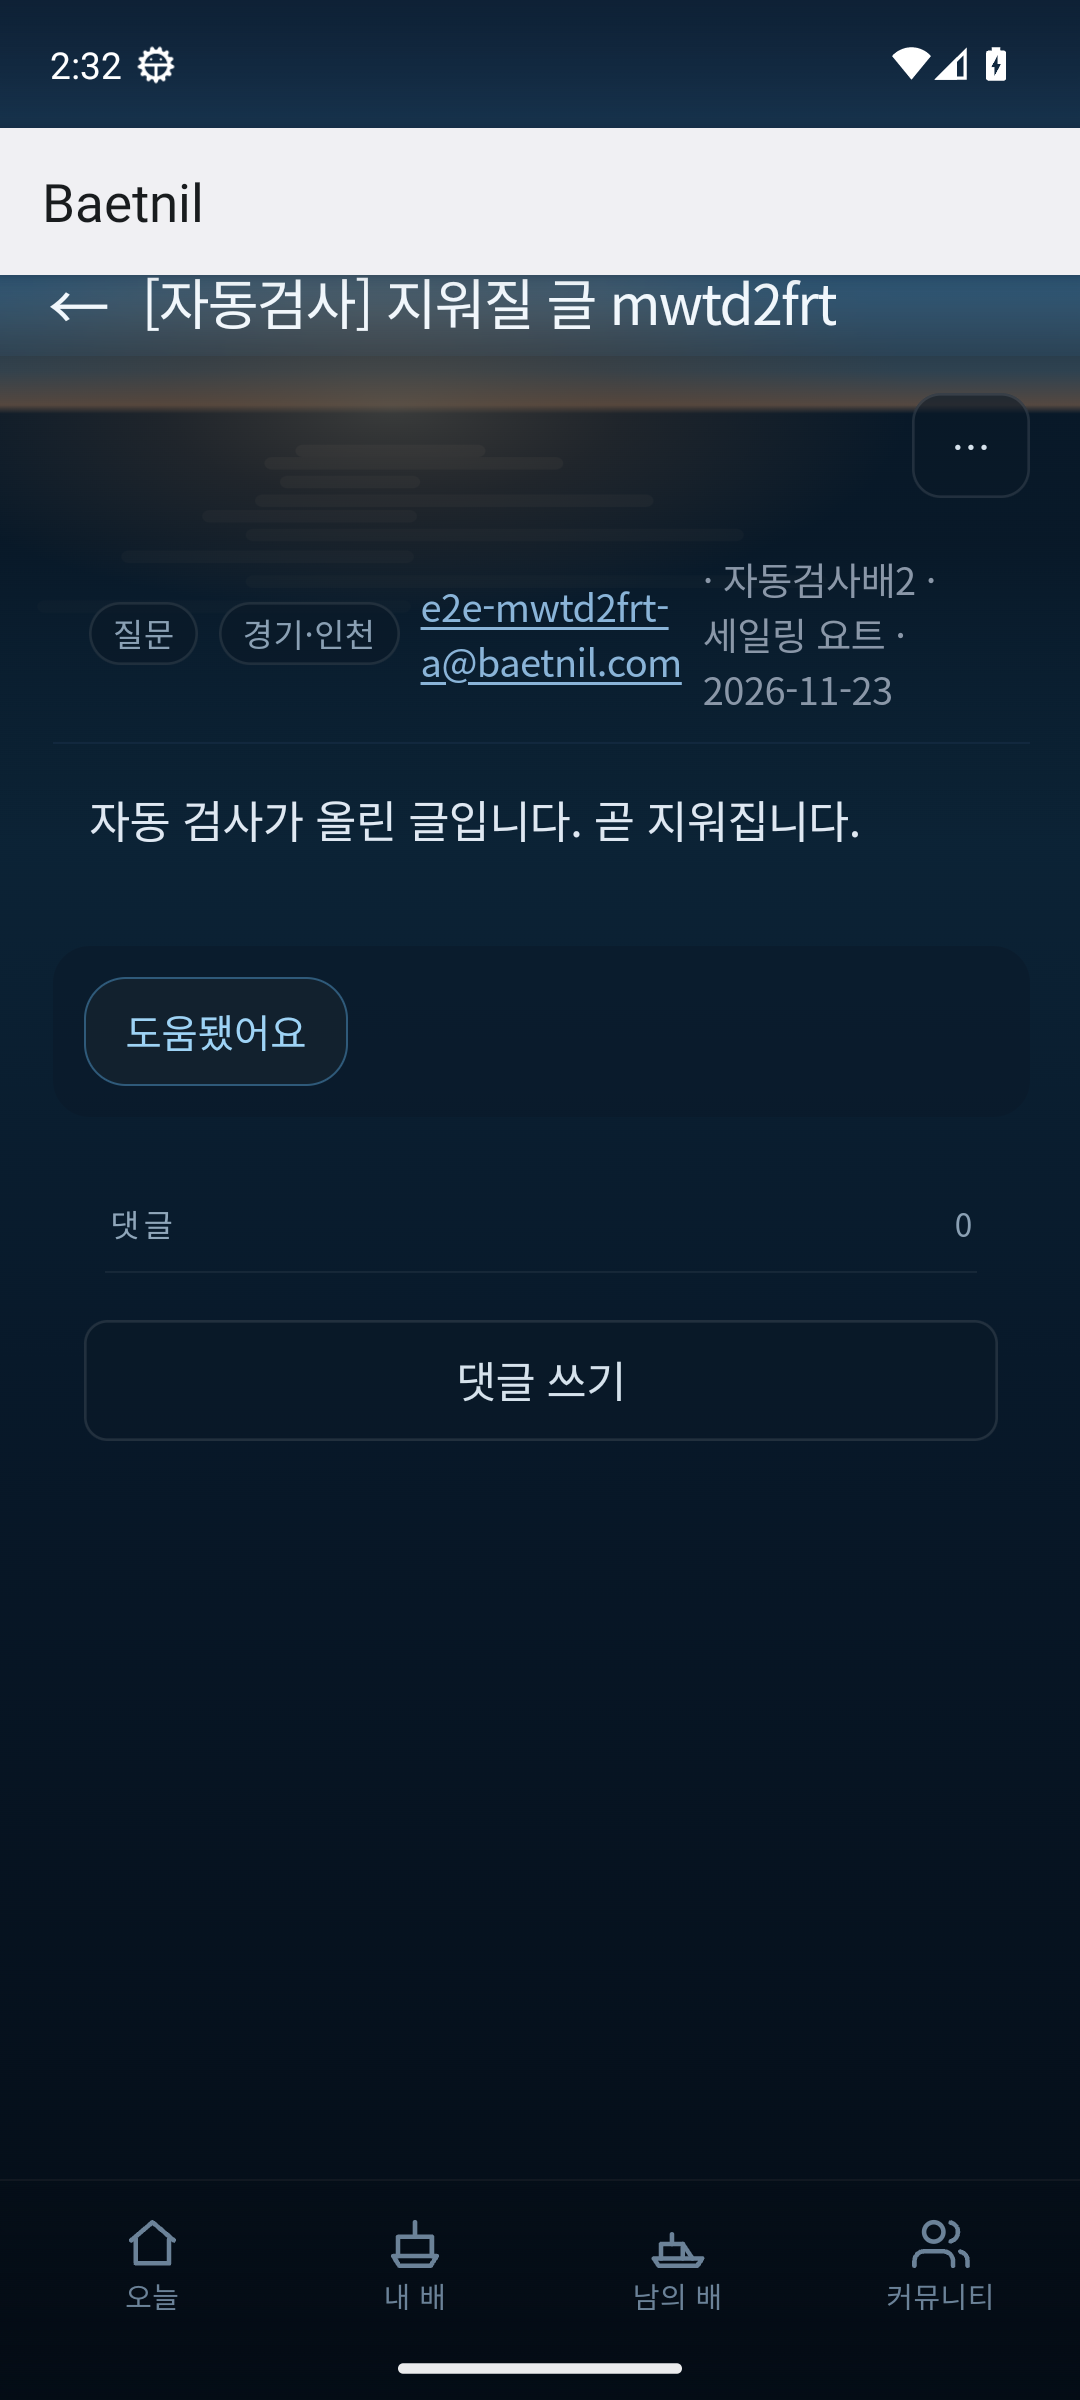 2:32
Baetnil
← [자동검사] 지워질 글 mwtd2frt
···
질문
경기·인천
e2e-mwtd2frt-
a@baetnil.com
· 자동검사배2 ·
세일링 요트 ·
2026-11-23
자동 검사가 올린 글입니다. 곧 지워집니다.
도움됐어요
댓글 0
댓글 쓰기
오늘 내 배 남의 배 커뮤니티